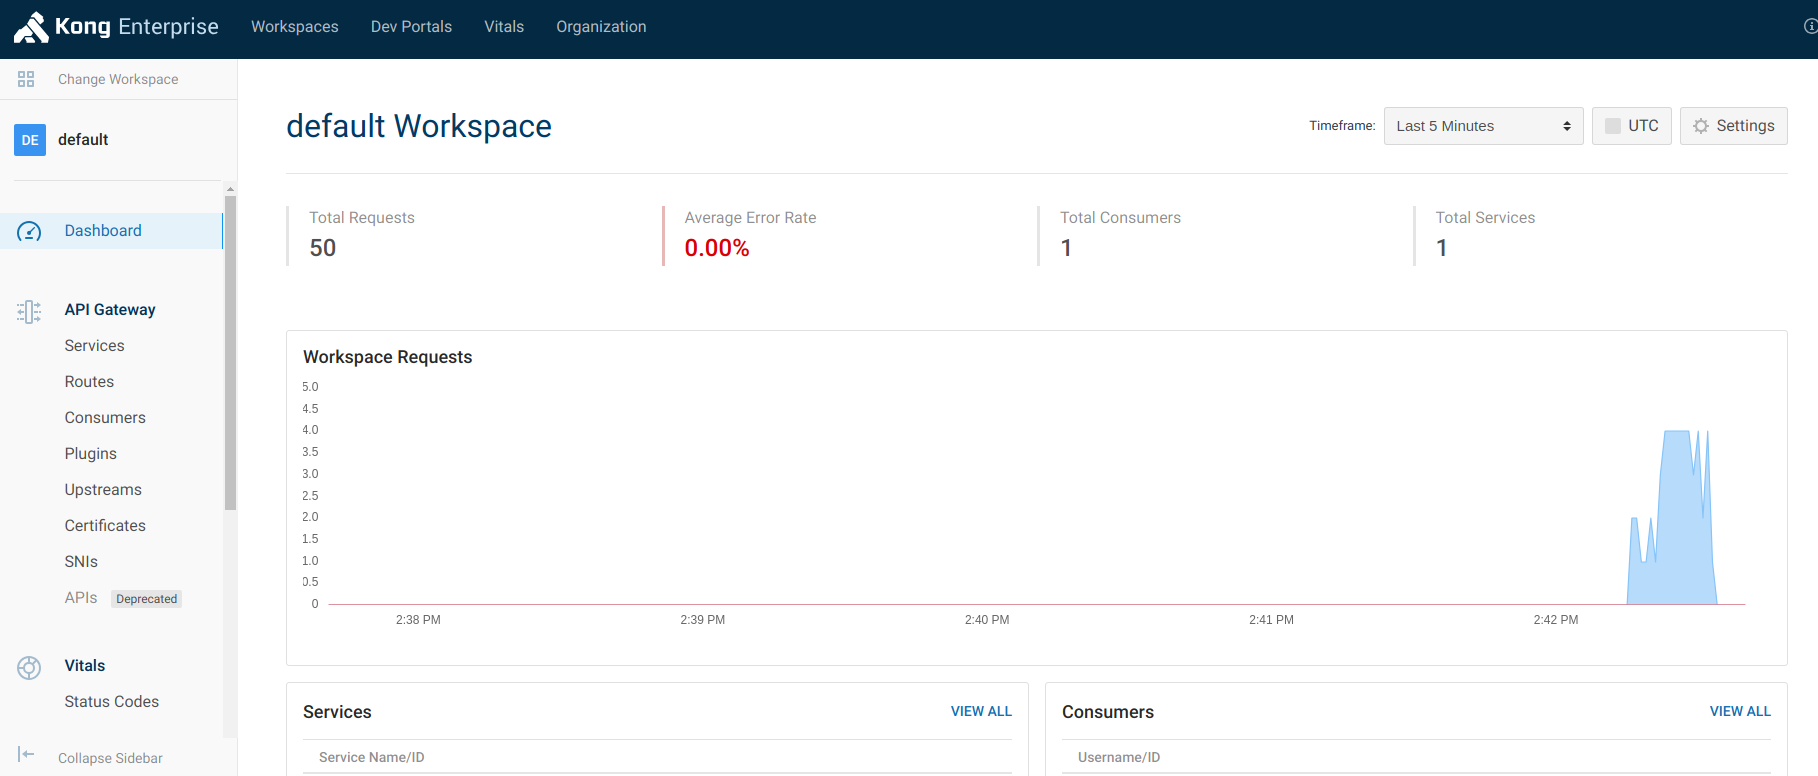 Kong Enterprise Workspaces Dev Portals Vitals Organization
Change Workspace
DE default
Dashboard
API Gateway
Services
Routes
Consumers
Plugins
Upstreams
Certificates
SNIs
APIs Deprecated
Vitals
Status Codes
Collapse Sidebar
default Workspace
Timeframe: Last 5 Minutes UTC Settings
Total Requests
50
Average Error Rate
0.00%
Total Consumers
1
Total Services
1
Workspace Requests
5.0
4.5
4.0
3.5
3.0
2.5
2.0
1.5
1.0
0.5
0
2:38 PM 2:39 PM 2:40 PM 2:41 PM 2:42 PM
Services VIEW ALL
Service Name/ID
Consumers VIEW ALL
Username/ID